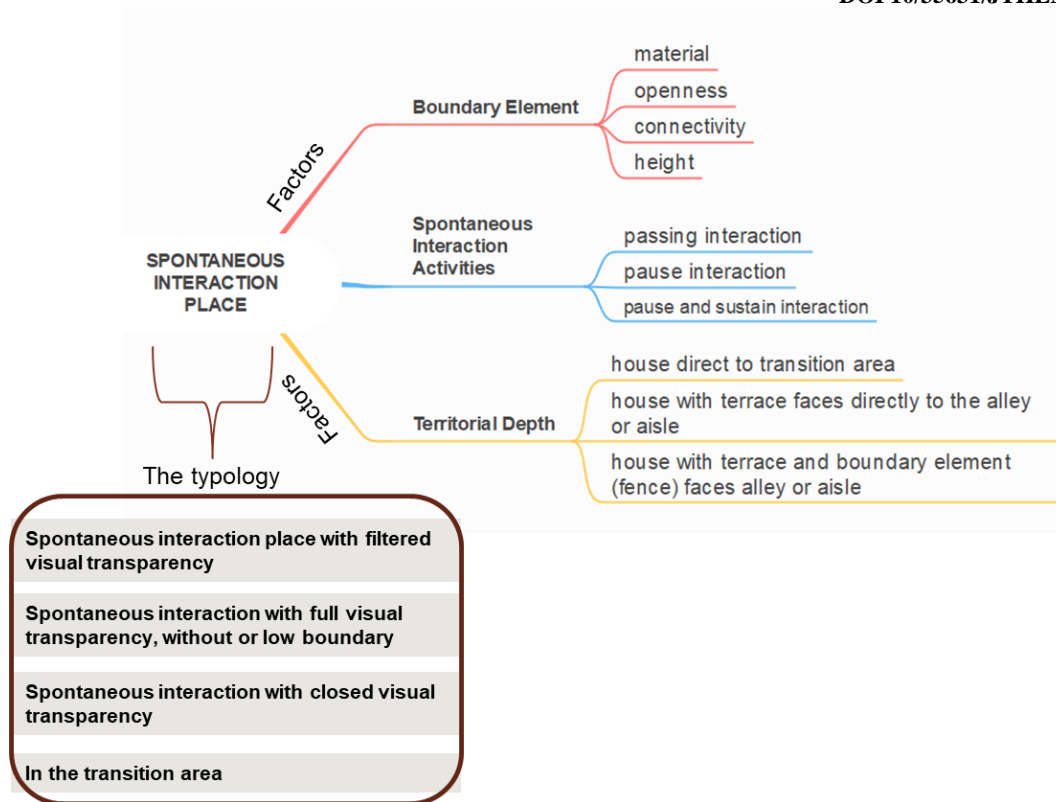 material
openness
Boundary Element
connectivity
height
Factors
Spontaneous
Interaction
Activities
passing interaction
pause interaction
pause and sustain interaction
SPONTANEOUS
INTERACTION
PLACE
Factors
house direct to transition area
house with terrace faces directly to the alley
or aisle
Territorial Depth
house with terrace and boundary element
(fence) faces alley or aisle
The typology
Spontaneous interaction place with filtered
visual transparency
Spontaneous interaction with full visual
transparency, without or low boundary
Spontaneous interaction with closed visual
transparency
In the transition area